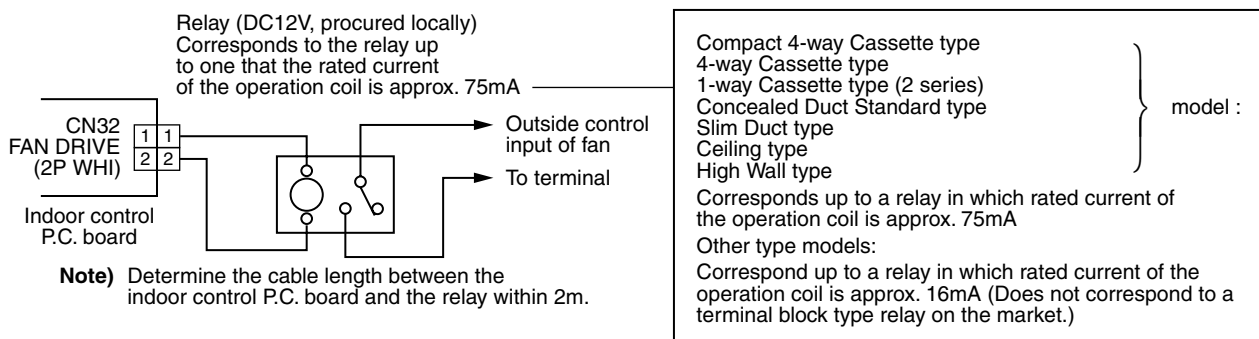 Relay (DC12V, procured locally)
Corresponds to the relay up
to one that the rated current
of the operation coil is approx. 75mA
CN32
FAN DRIVE
(2P WHI)
1 1
2 2
Indoor control
P.C. board
Outside control
input of fan
To terminal
Note) Determine the cable length between the
indoor control P.C. board and the relay within 2m.
Compact 4-way Cassette type
4-way Cassette type
1-way Cassette type (2 series)
Concealed Duct Standard type
Slim Duct type
Ceiling type
High Wall type
model :
Corresponds up to a relay in which rated current of
the operation coil is approx. 75mA
Other type models:
Correspond up to a relay in which rated current of the
operation coil is approx. 16mA (Does not correspond to a
terminal block type relay on the market.)